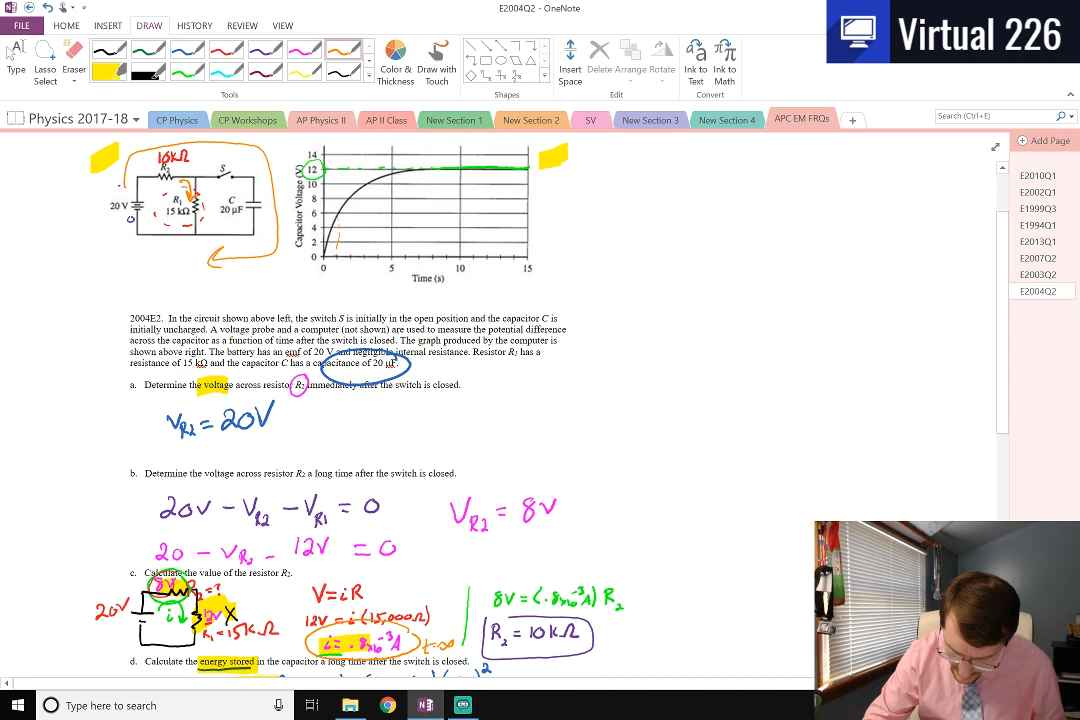 E2004Q2 - OneNote
Virtual 226
FILE HOME INSERT DRAW HISTORY REVIEW VIEW
Type
Lasso Select
Eraser
Color & Thickness
Draw with Touch
Insert Space
Delete
Arrange
Rotate
Ink to Text
Ink to Math
Tools
Shapes
Edit
Convert
Physics 2017-18
CP Physics
CP Workshops
AP Physics II
AP II Class
New Section 1
New Section 2
SV
New Section 3
New Section 4
APC EM FRQs
Search (Ctrl+E)
Add Page
E2010Q1
E2002Q1
E1999Q3
E1994Q1
E2013Q1
E2007Q2
E2003Q2
E2004Q2
10KΩ
R₂
S
20 V
R₁
15 kΩ
C
20 μF
Capacitor Voltage (V)
14
12
10
8
6
4
2
0
0 5 10 15
Time (s)
2004E2. In the circuit shown above left, the switch S is initially in the open position and the capacitor C is
initially uncharged. A voltage probe and a computer (not shown) are used to measure the potential difference
across the capacitor as a function of time after the switch is closed. The graph produced by the computer is
shown above right. The battery has an emf of 20 V and negligible internal resistance. Resistor R₁ has a
resistance of 15 kΩ and the capacitor C has a capacitance of 20 μF.
a. Determine the voltage across resistor R₂ immediately after the switch is closed.
V_R2 = 20V
b. Determine the voltage across resistor R₂ a long time after the switch is closed.
20V - V_R2 - V_R1 = 0
V_R2 = 8V
20 - V_R2 - 12V = 0
c. Calculate the value of the resistor R₂.
8V
R₂=?
20V
i
12V
R₁=15KΩ
V=iR
12V = i(15,000Ω)
i= .8x10⁻³A
t=∞
8V = (.8x10⁻³A) R₂
R₂ = 10KΩ
d. Calculate the energy stored in the capacitor a long time after the switch is closed.
Type here to search